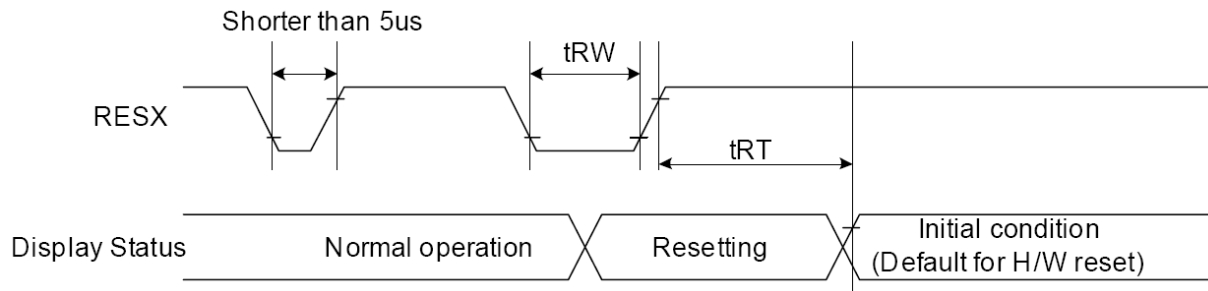 Shorter than 5us
tRW
RESX
tRT
Display Status
Normal operation
Resetting
Initial condition
(Default for H/W reset)